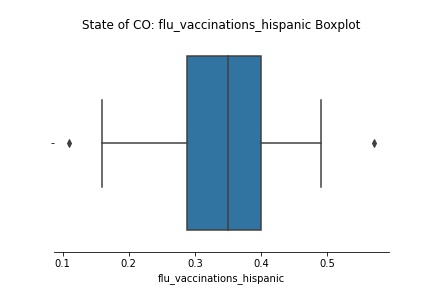 State of CO: flu_vaccinations_hispanic Boxplot
0.1 0.2 0.3 0.4 0.5
flu_vaccinations_hispanic